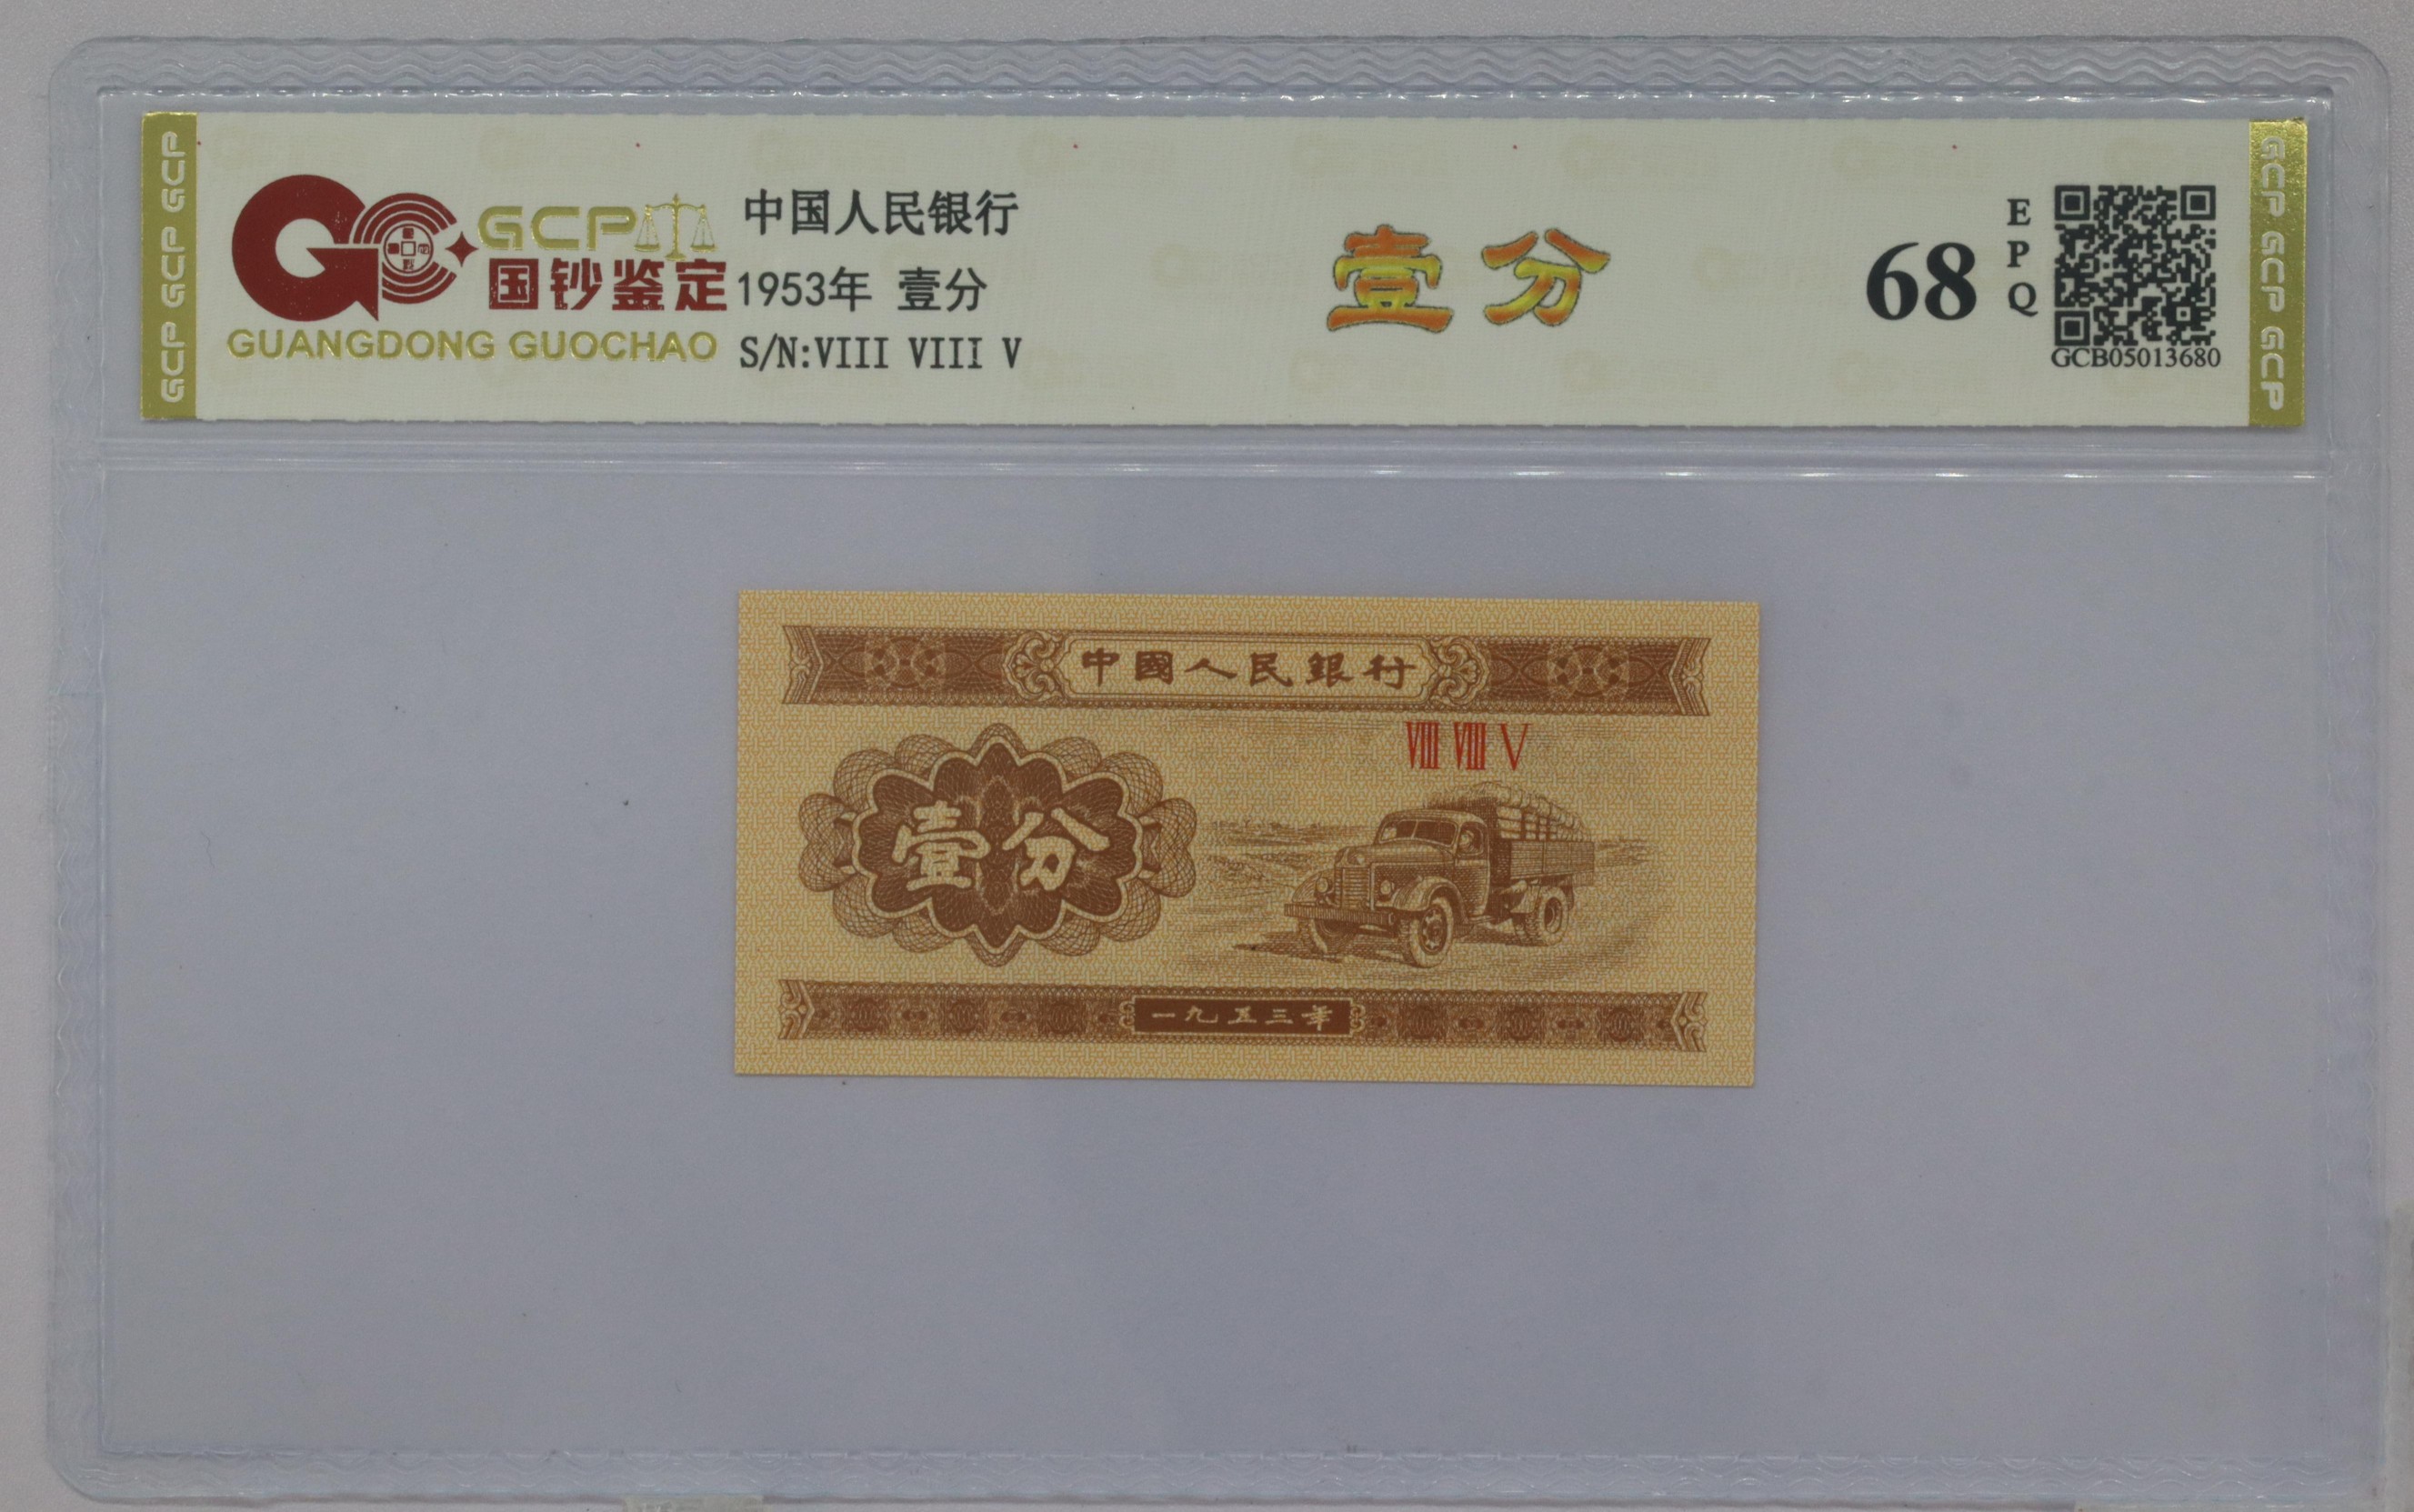 GCP GCP GCP
GCP
国钞鉴定
GUANGDONG GUOCHAO
中国人民银行
1953年 壹分
S/N:VIII VIII V
壹分
68
EPQ
GCB05013680
GCP GCP GCP
中國人民銀行
VIII VIII V
壹分
一九五三年